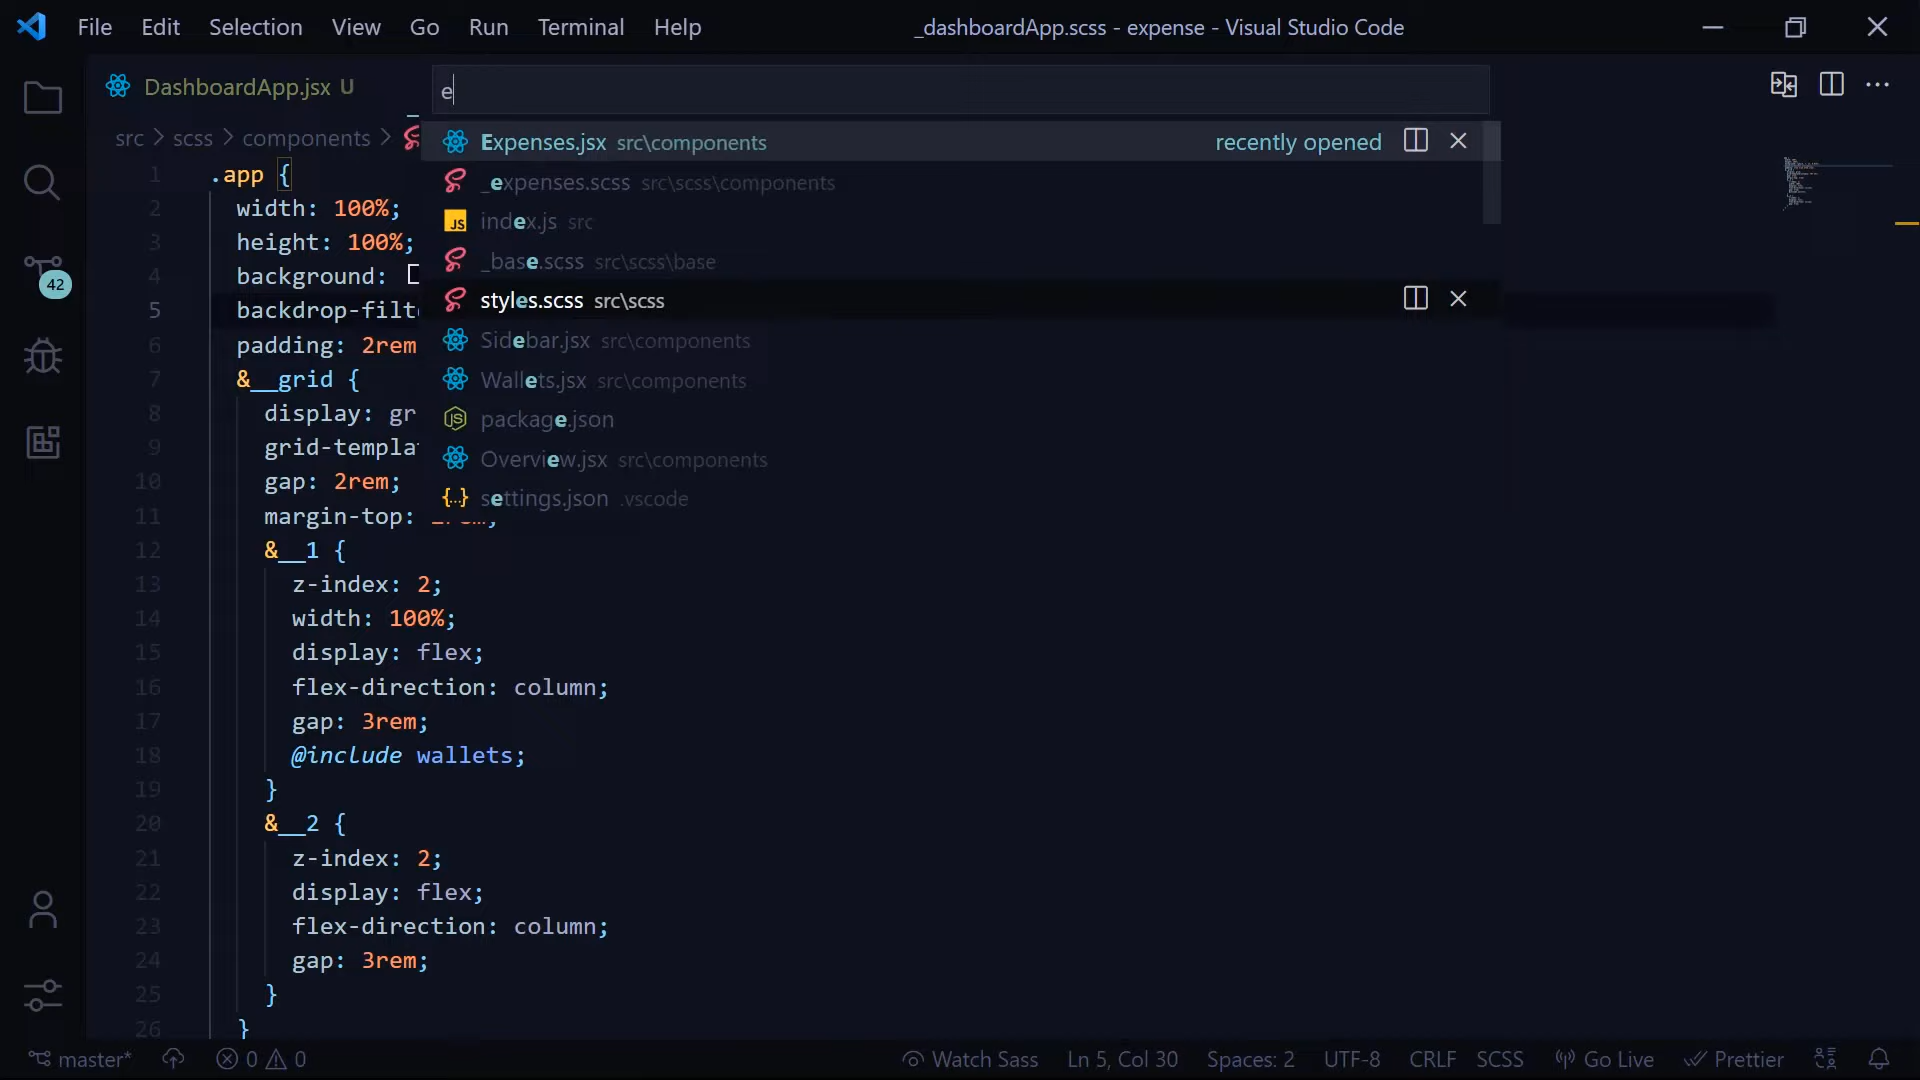 File Edit Selection View Go Run Terminal Help _dashboardApp.scss - expense - Visual Studio Code
DashboardApp.jsx U
e
src > scss > components >
Expenses.jsx src\components recently opened
_expenses.scss src\scss\components
index.js src
_base.scss src\scss\base
styles.scss src\scss
Sidebar.jsx src\components
Wallets.jsx src\components
package.json
Overview.jsx src\components
settings.json .vscode
42
1 .app {
2 width: 100%;
3 height: 100%;
4 background:
5 backdrop-filt
6 padding: 2rem
7 &__grid {
8 display: gr
9 grid-templa
10 gap: 2rem;
11 margin-top:
12 &__1 {
13 z-index: 2;
14 width: 100%;
15 display: flex;
16 flex-direction: column;
17 gap: 3rem;
18 @include wallets;
19 }
20 &__2 {
21 z-index: 2;
22 display: flex;
23 flex-direction: column;
24 gap: 3rem;
25 }
26 }
master* 0 0 Watch Sass Ln 5, Col 30 Spaces: 2 UTF-8 CRLF SCSS Go Live Prettier